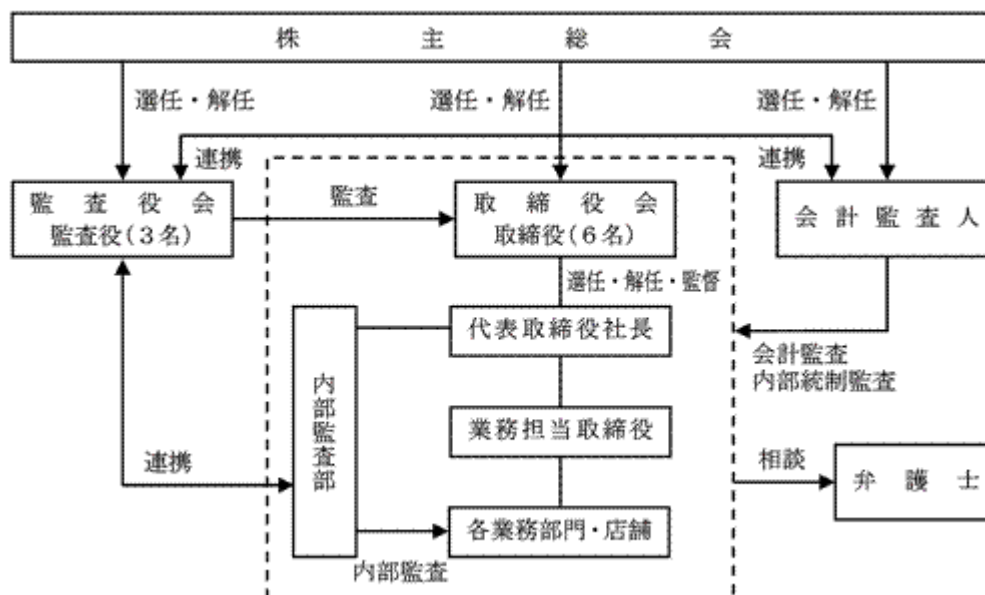 株主総会
選任・解任
選任・解任
選任・解任
連携
連携
監査役会
監査役(3名)
監査
取締役会
取締役(6名)
会計監査人
選任・解任・監督
代表取締役社長
会計監査
内部統制監査
内部監査部
業務担当取締役
連携
相談
弁護士
各業務部門・店舗
内部監査